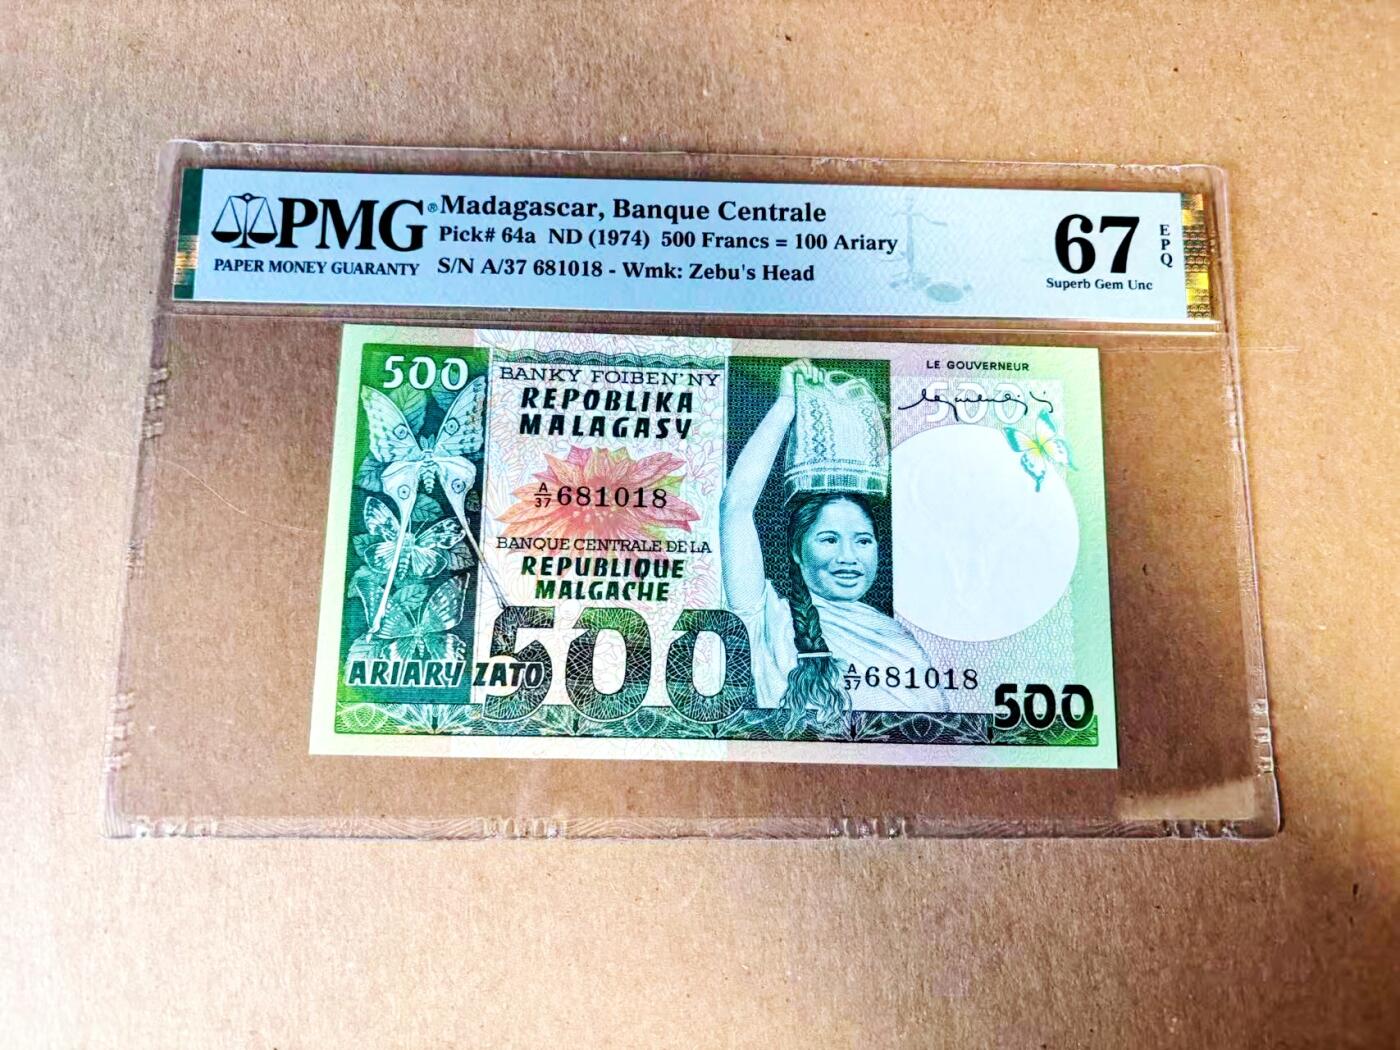 PMG® Madagascar, Banque Centrale
Pick# 64a ND (1974) 500 Francs = 100 Ariary
PAPER MONEY GUARANTY S/N A/37 681018 - Wmk: Zebu's Head
67 EPQ
Superb Gem Unc
500
BANKY FOIBEN'NY
REPOBLIKA
MALAGASY
A/37 681018
BANQUE CENTRALE DE LA
REPUBLIQUE
MALGACHE
500
ARIARY ZATO
LE GOUVERNEUR
500
A/37 681018
500